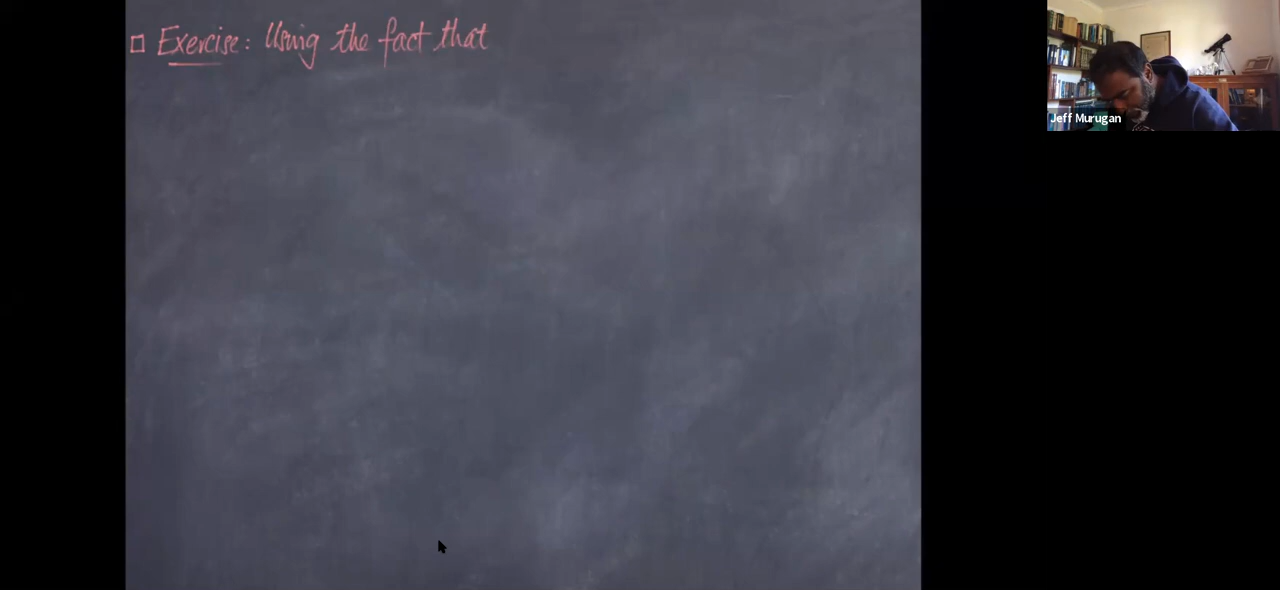 □ Exercise: Using the fact that
Jeff Murugan